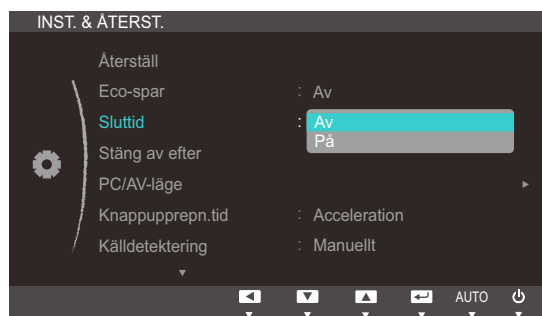 INST. & ÅTERST.
Återställ
Eco-spar : Av
Sluttid : Av
På
Stäng av efter
PC/AV-läge
Knappupprepn.tid : Acceleration
Källdetektering : Manuellt
AUTO